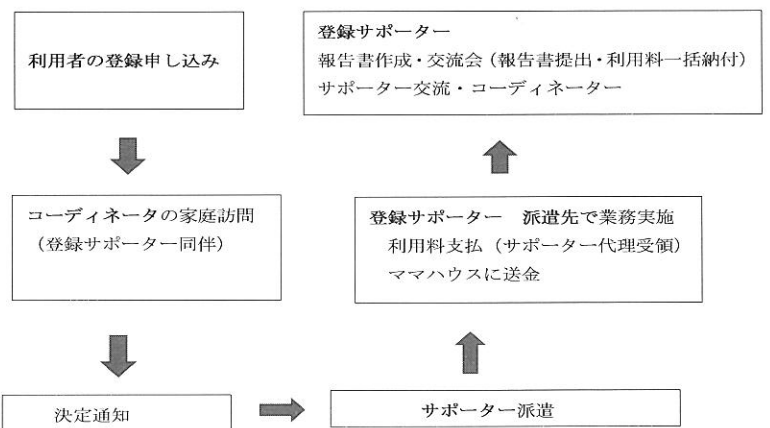 利用者の登録申し込み
コーディネータの家庭訪問
（登録サポーター同伴）
決定通知
サポーター派遣
登録サポーター　派遣先で業務実施
利用料支払（サポーター代理受領）
ママハウスに送金
登録サポーター
報告書作成・交流会（報告書提出・利用料一括納付）
サポーター交流・コーディネーター